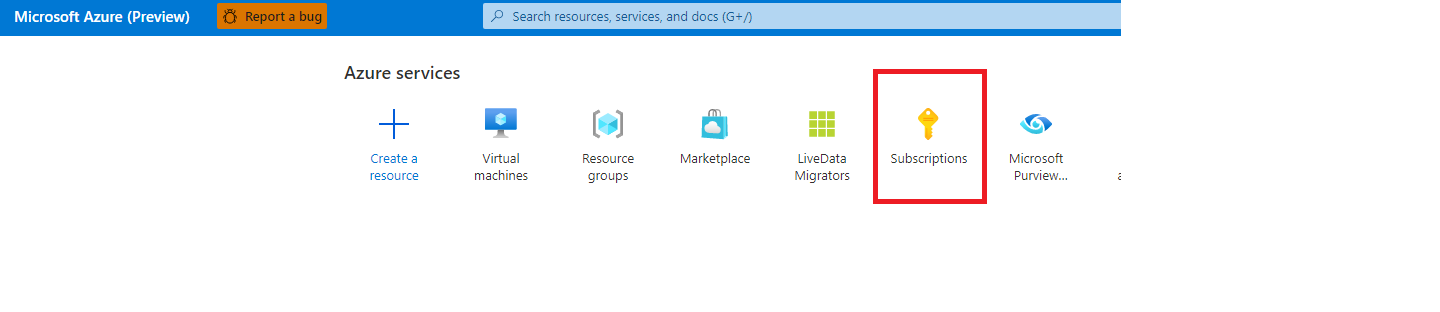 Microsoft Azure (Preview)
Report a bug
Search resources, services, and docs (G+/)
Azure services
Create a
resource
Virtual
machines
Resource
groups
Marketplace
LiveData
Migrators
Subscriptions
Microsoft
Purview...